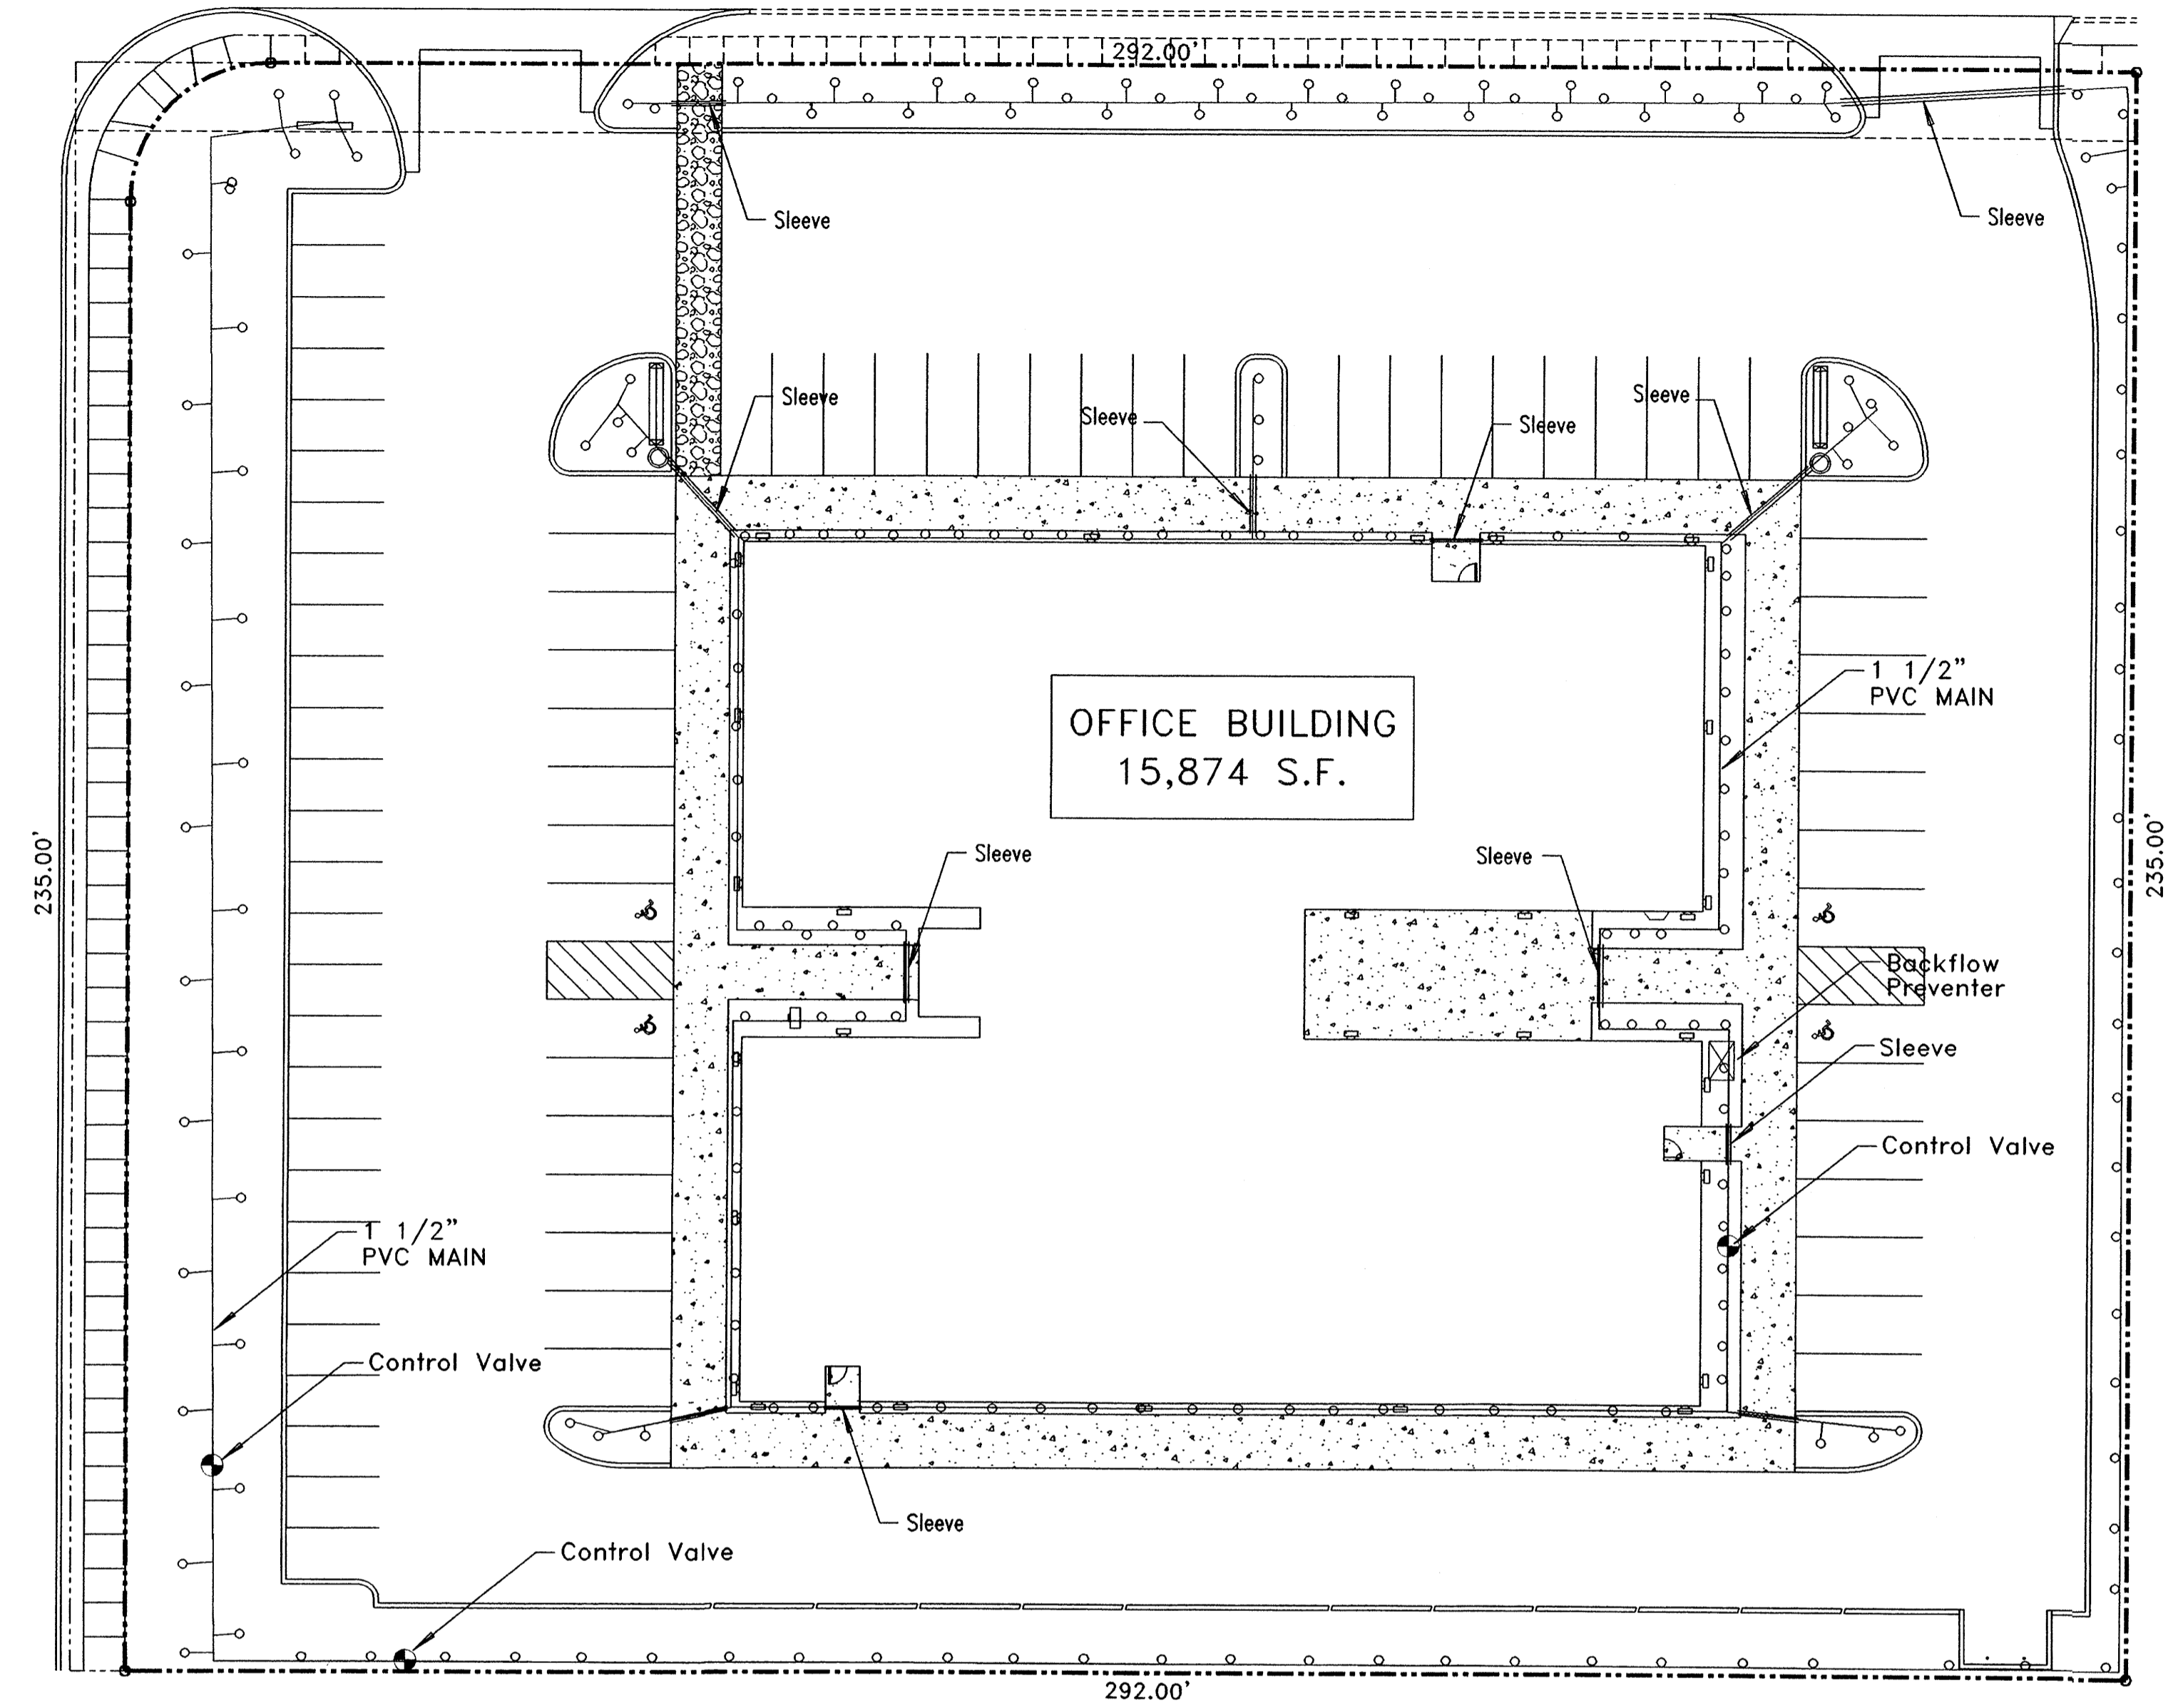 292.00'
Sleeve
Sleeve
Sleeve
Sleeve
Sleeve
Sleeve
1 1/2"
PVC MAIN
OFFICE BUILDING
15,874 S.F.
235.00'
235.00'
Sleeve
Sleeve
Backflow
Preventer
Sleeve
Control Valve
1 1/2"
PVC MAIN
Control Valve
Sleeve
Control Valve
292.00'